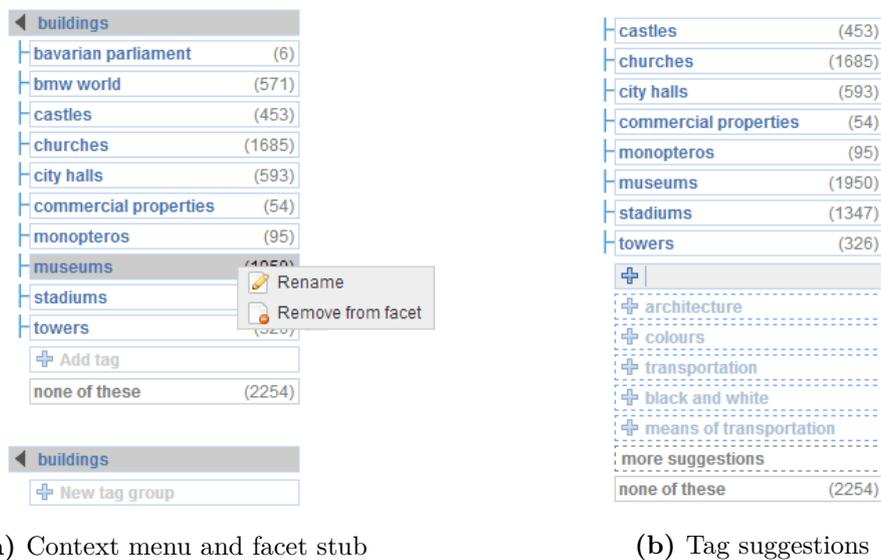 buildings
bavarian parliament (6)
bmw world (571)
castles (453)
churches (1685)
city halls (593)
commercial properties (54)
monopteros (95)
museums (1950)
Rename
stadiums
Remove from facet
towers (326)
Add tag
none of these (2254)
buildings
New tag group
a) Context menu and facet stub
castles (453)
churches (1685)
city halls (593)
commercial properties (54)
monopteros (95)
museums (1950)
stadiums (1347)
towers (326)
architecture
colours
transportation
black and white
means of transportation
more suggestions
none of these (2254)
(b) Tag suggestions